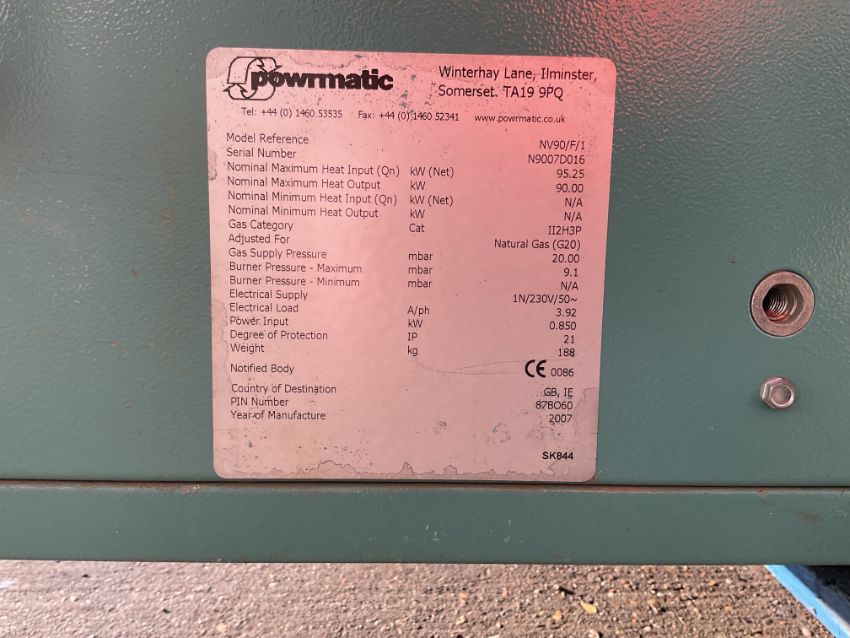 powrmatic
Winterhay Lane, Ilminster,
Somerset. TA19 9PQ
Tel: +44 (0) 1460 53535 Fax: +44 (0) 1460 52341 www.powrmatic.co.uk
Model Reference NV90/F/1
Serial Number N9007D016
Nominal Maximum Heat Input (Qn) kW (Net) 95.25
Nominal Maximum Heat Output kW 90.00
Nominal Minimum Heat Input (Qn) kW (Net) N/A
Nominal Minimum Heat Output kW N/A
Gas Category Cat II2H3P
Adjusted For Natural Gas (G20)
Gas Supply Pressure mbar 20.00
Burner Pressure - Maximum mbar 9.1
Burner Pressure - Minimum mbar N/A
Electrical Supply 1N/230V/50~
Electrical Load A/ph 3.92
Power Input kW 0.850
Degree of Protection IP 21
Weight kg 188
Notified Body CE 0086
Country of Destination GB, IE
PIN Number 87BO60
Year of Manufacture 2007
SK844